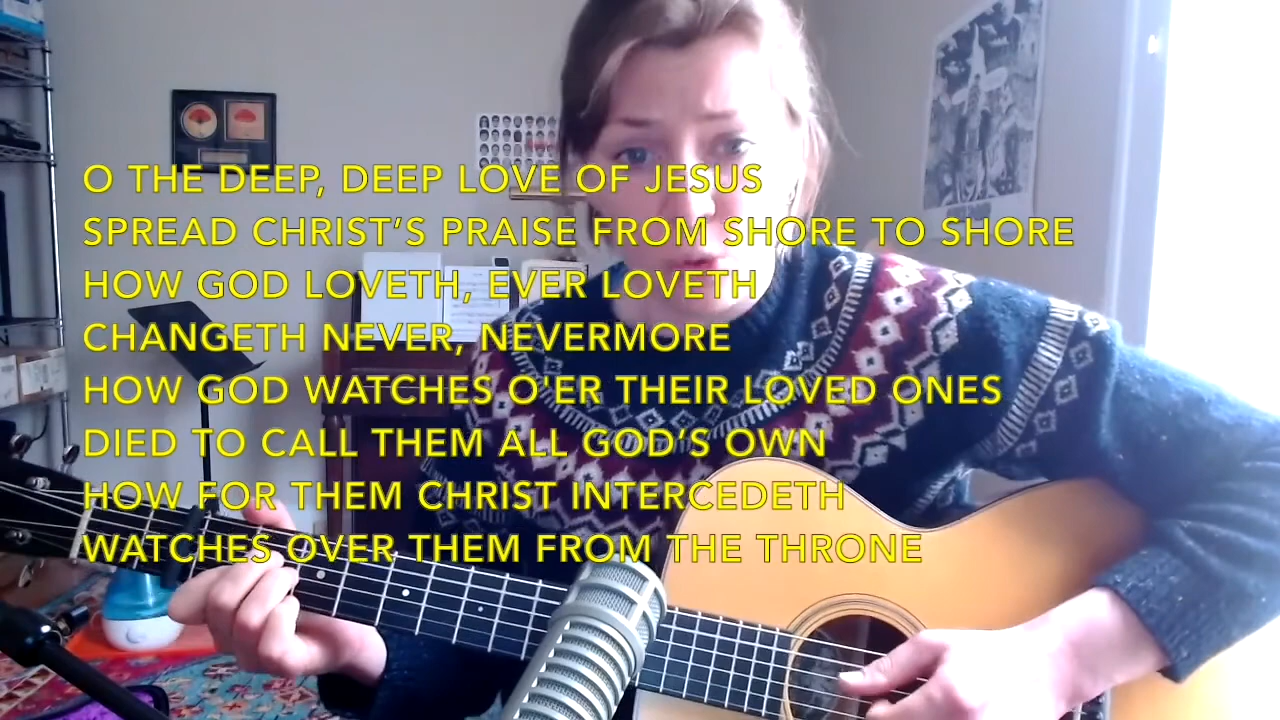 O THE DEEP, DEEP LOVE OF JESUS
SPREAD CHRIST’S PRAISE FROM SHORE TO SHORE
HOW GOD LOVETH, EVER LOVETH
CHANGETH NEVER, NEVERMORE
HOW GOD WATCHES O'ER THEIR LOVED ONES
DIED TO CALL THEM ALL GOD‘S OWN
HOW FOR THEM CHRIST INTERCEDETH
WATCHES OVER THEM FROM THE THRONE